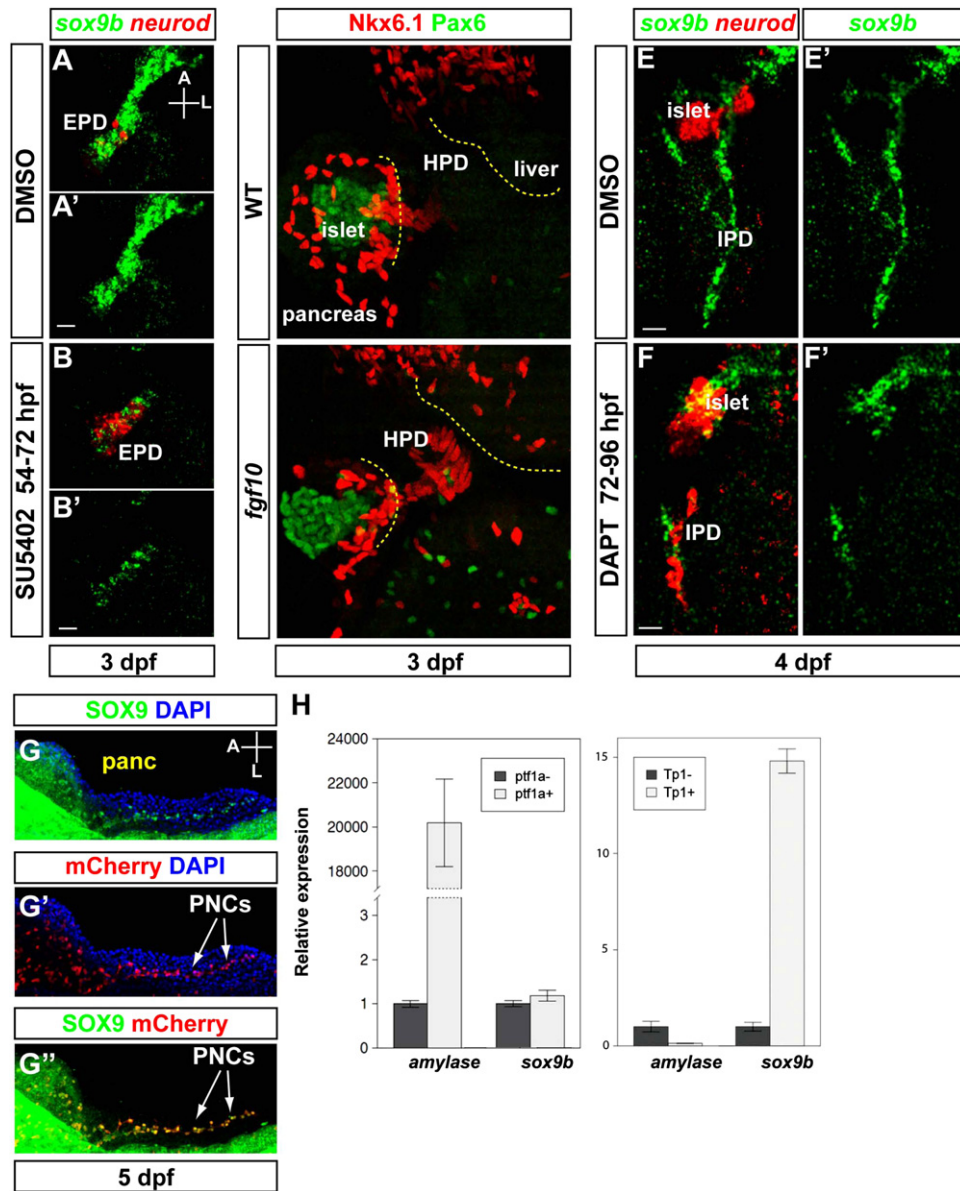 sox9b neurod
Nkx6.1 Pax6
sox9b neurod
sox9b
DMSO
A
A
L
EPD
A'
SU5402 54-72 hpf
B
EPD
B'
3 dpf
WT
HPD
liver
islet
pancreas
fgf10
HPD
3 dpf
DMSO
E
islet
IPD
E'
DAPT 72-96 hpf
F
islet
IPD
F'
4 dpf
SOX9 DAPI
G
panc
A
L
mCherry DAPI
G'
PNCs
SOX9 mCherry
G''
PNCs
5 dpf
H
Relative expression
24000
22000
20000
18000
3
2
1
0
ptf1a-
ptf1a+
amylase sox9b
15
10
5
0
Tp1-
Tp1+
amylase sox9b